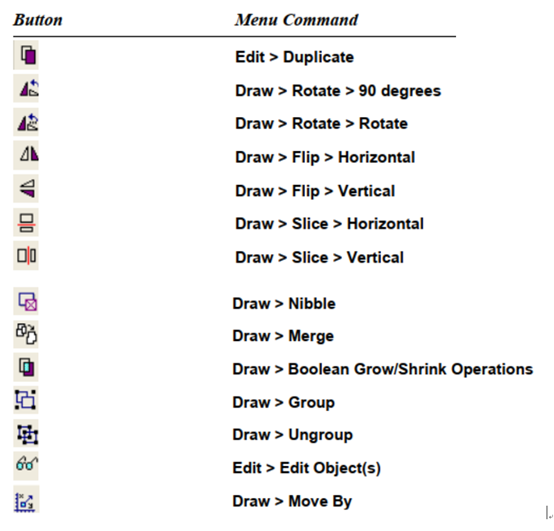 Button Menu Command
Edit > Duplicate
Draw > Rotate > 90 degrees
Draw > Rotate > Rotate
Draw > Flip > Horizontal
Draw > Flip > Vertical
Draw > Slice > Horizontal
Draw > Slice > Vertical
Draw > Nibble
Draw > Merge
Draw > Boolean Grow/Shrink Operations
Draw > Group
Draw > Ungroup
Edit > Edit Object(s)
Draw > Move By